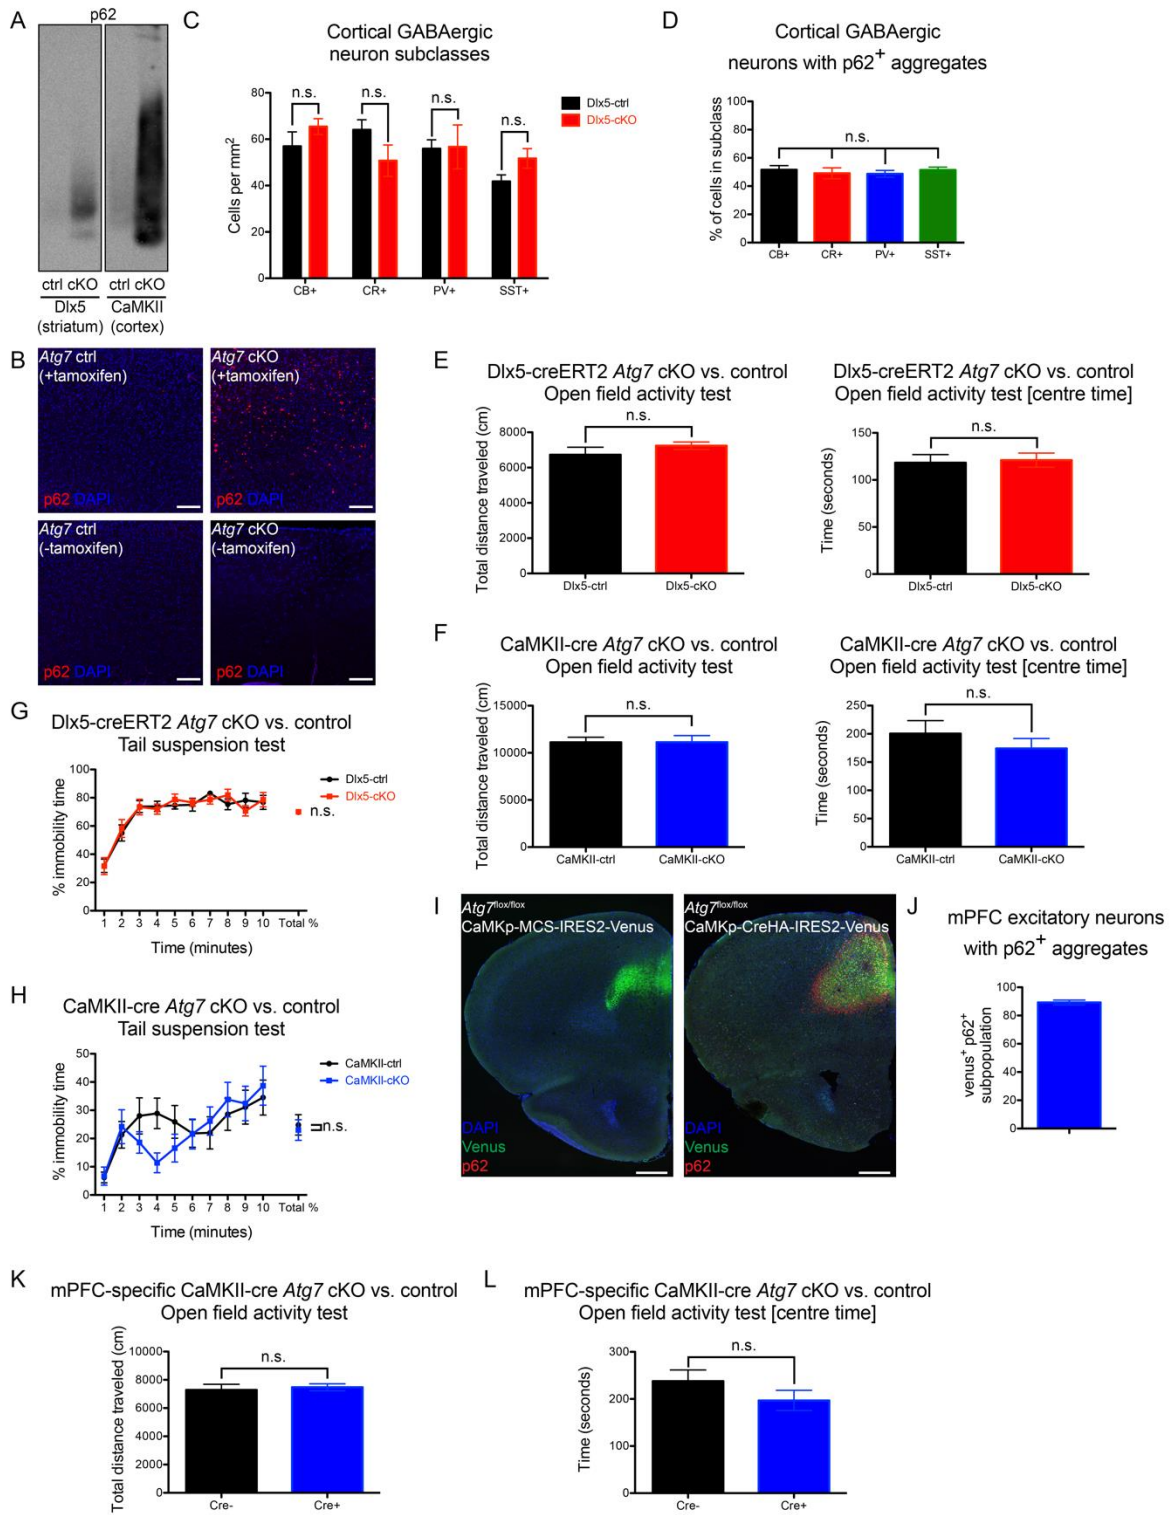 A
p62
ctrl cKO ctrl cKO
Dlx5 CaMKII
(striatum) (cortex)
C
Cortical GABAergic
neuron subclasses
Cells per mm²
80
60
40
20
0
n.s. n.s. n.s. n.s.
CB+ CR+ PV+ SST+
Dlx5-ctrl
Dlx5-cKO
D
Cortical GABAergic
neurons with p62⁺ aggregates
% of cells in subclass
100
80
60
40
20
0
n.s.
CB+ CR+ PV+ SST+
B
Atg7 ctrl
(+tamoxifen)
p62 DAPI
Atg7 cKO
(+tamoxifen)
p62 DAPI
Atg7 ctrl
(-tamoxifen)
p62 DAPI
Atg7 cKO
(-tamoxifen)
p62 DAPI
E
Dlx5-creERT2 Atg7 cKO vs. control
Open field activity test
Total distance traveled (cm)
8000
6000
4000
2000
0
n.s.
Dlx5-ctrl Dlx5-cKO
Dlx5-creERT2 Atg7 cKO vs. control
Open field activity test [centre time]
Time (seconds)
150
100
50
0
n.s.
Dlx5-ctrl Dlx5-cKO
F
CaMKII-cre Atg7 cKO vs. control
Open field activity test
Total distance traveled (cm)
15000
10000
5000
0
n.s.
CaMKII-ctrl CaMKII-cKO
CaMKII-cre Atg7 cKO vs. control
Open field activity test [centre time]
Time (seconds)
250
200
150
100
50
0
n.s.
CaMKII-ctrl CaMKII-cKO
G
Dlx5-creERT2 Atg7 cKO vs. control
Tail suspension test
% immobility time
100
80
60
40
20
0
Dlx5-ctrl
Dlx5-cKO
n.s.
1 2 3 4 5 6 7 8 9 10 Total %
Time (minutes)
H
CaMKII-cre Atg7 cKO vs. control
Tail suspension test
% immobility time
50
40
30
20
10
0
CaMKII-ctrl
CaMKII-cKO
n.s.
1 2 3 4 5 6 7 8 9 10 Total %
Time (minutes)
I
Atg7flox/flox
CaMKp-MCS-IRES2-Venus
DAPI
Venus
p62
Atg7flox/flox
CaMKp-CreHA-IRES2-Venus
DAPI
Venus
p62
J
mPFC excitatory neurons
with p62⁺ aggregates
venus⁺ p62⁺
subpopulation
100
80
60
40
20
0
K
mPFC-specific CaMKII-cre Atg7 cKO vs. control
Open field activity test
Total distance traveled (cm)
10000
8000
6000
4000
2000
0
n.s.
Cre- Cre+
L
mPFC-specific CaMKII-cre Atg7 cKO vs. control
Open field activity test [centre time]
Time (seconds)
300
200
100
0
n.s.
Cre- Cre+